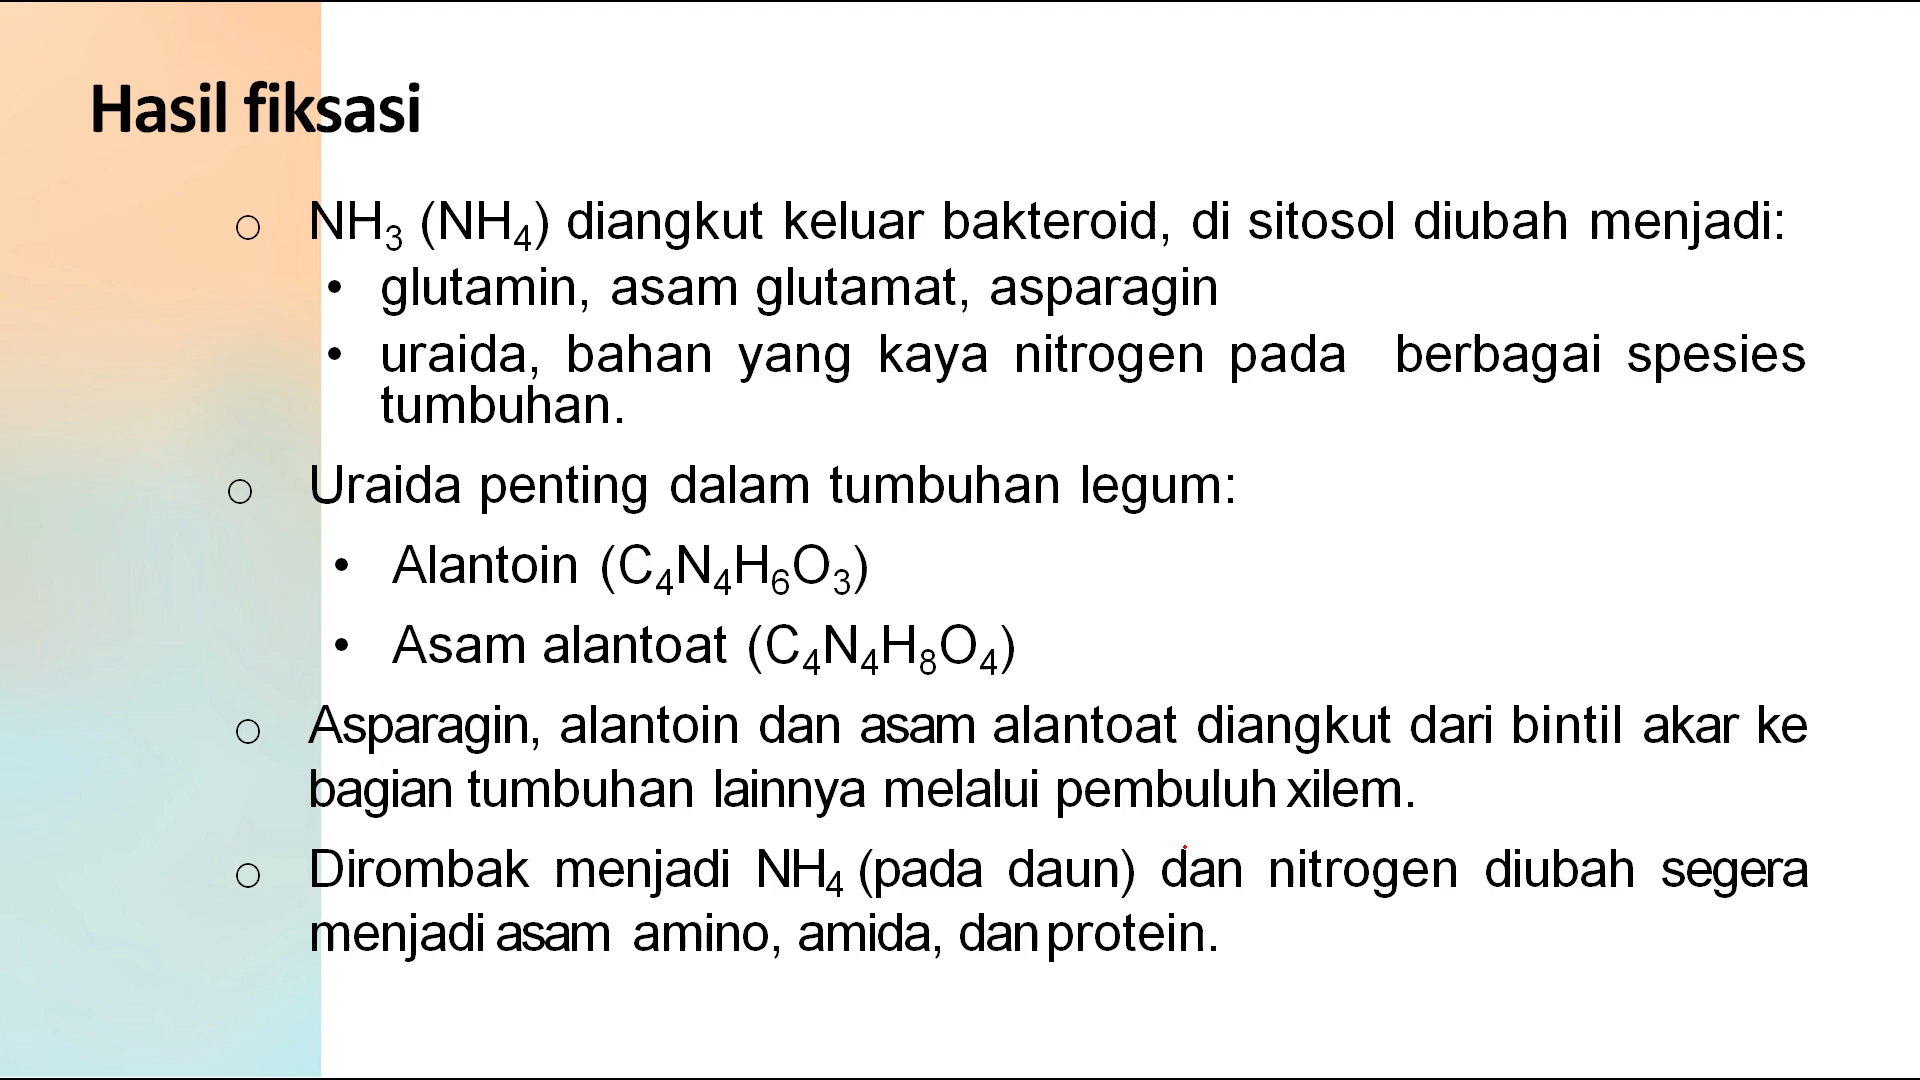 Hasil fiksasi
○ NH₃ (NH₄) diangkut keluar bakteroid, di sitosol diubah menjadi:
• glutamin, asam glutamat, asparagin
• uraida, bahan yang kaya nitrogen pada berbagai spesies
tumbuhan.
○ Uraida penting dalam tumbuhan legum:
• Alantoin (C₄N₄H₆O₃)
• Asam alantoat (C₄N₄H₈O₄)
○ Asparagin, alantoin dan asam alantoat diangkut dari bintil akar ke
bagian tumbuhan lainnya melalui pembuluh xilem.
○ Dirombak menjadi NH₄ (pada daun) dan nitrogen diubah segera
menjadi asam amino, amida, dan protein.